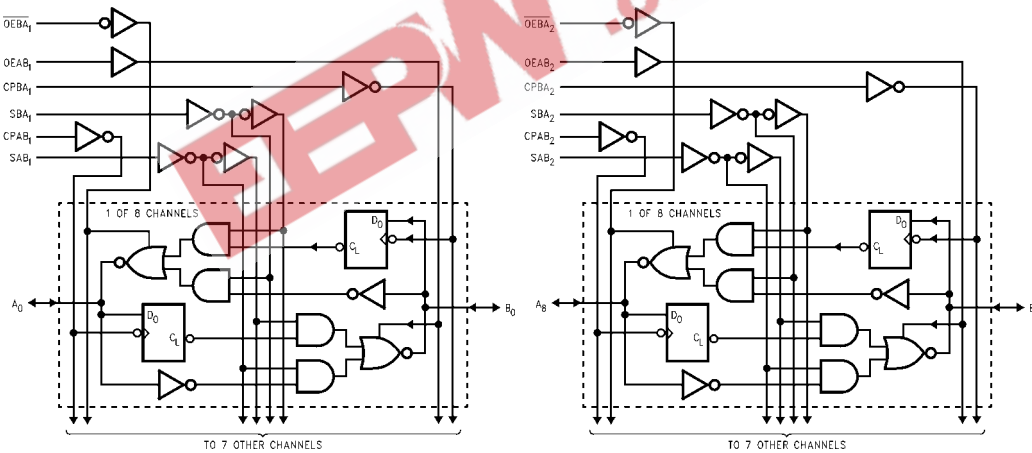 OEBA1
OEAB1
CPBA1
SBA1
CPAB1
SAB1
1 OF 8 CHANNELS
D0
CL
A0
B0
D0
CL
TO 7 OTHER CHANNELS
OEBA2
OEAB2
CPBA2
SBA2
CPAB2
SAB2
1 OF 8 CHANNELS
D0
CL
A8
D0
CL
TO 7 OTHER CHANNELS
EEPW.